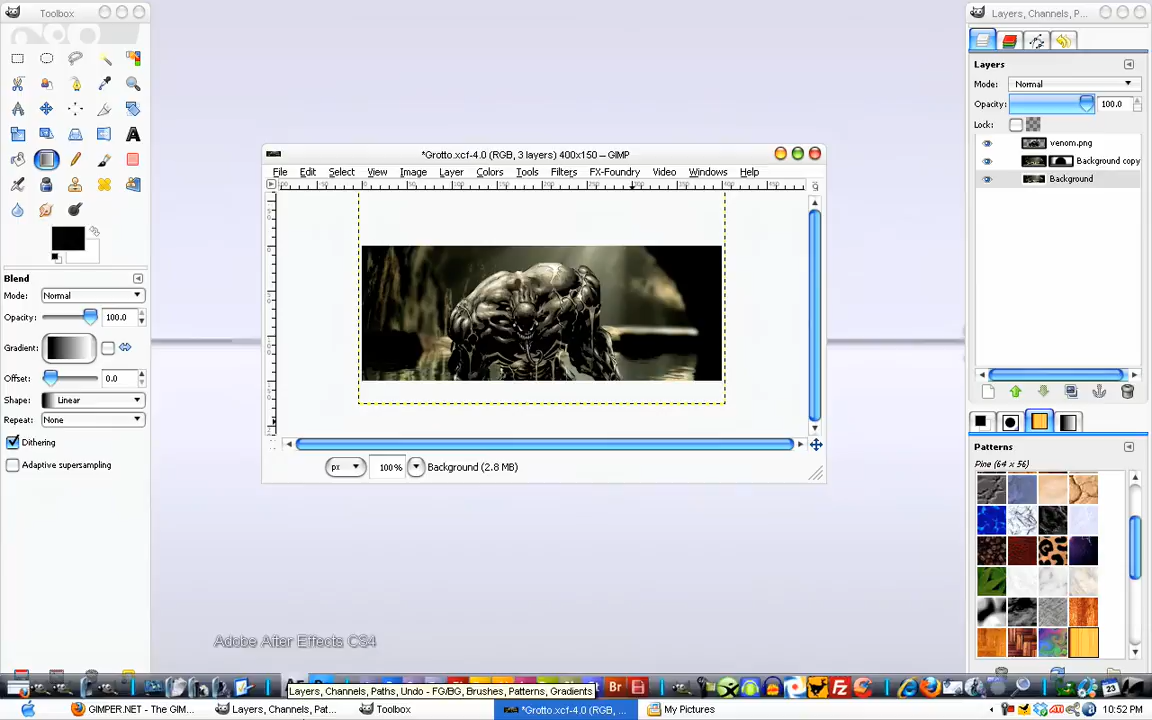 Toolbox
Layers, Channels, P...
Layers
Mode: Normal
Opacity: 100.0
Lock:
venom.png
Background copy
Background
*Grotto.xcf-4.0 (RGB, 3 layers) 400x150 – GIMP
File Edit Select View Image Layer Colors Tools Filters FX-Foundry Video Windows Help
Blend
Mode: Normal
Opacity: 100.0
Gradient:
Offset: 0.0
Shape: Linear
Repeat: None
Dithering
Adaptive supersampling
px 100% Background (2.8 MB)
Patterns
Pine (64 x 56)
Adobe After Effects CS4
Layers, Channels, Paths, Undo - FG/BG, Brushes, Patterns, Gradients
Br
FZ
23
GIMPER.NET - The GIM...
Layers, Channels, Pat...
Toolbox
*Grotto.xcf-4.0 (RGB, ...
My Pictures
10:52 PM